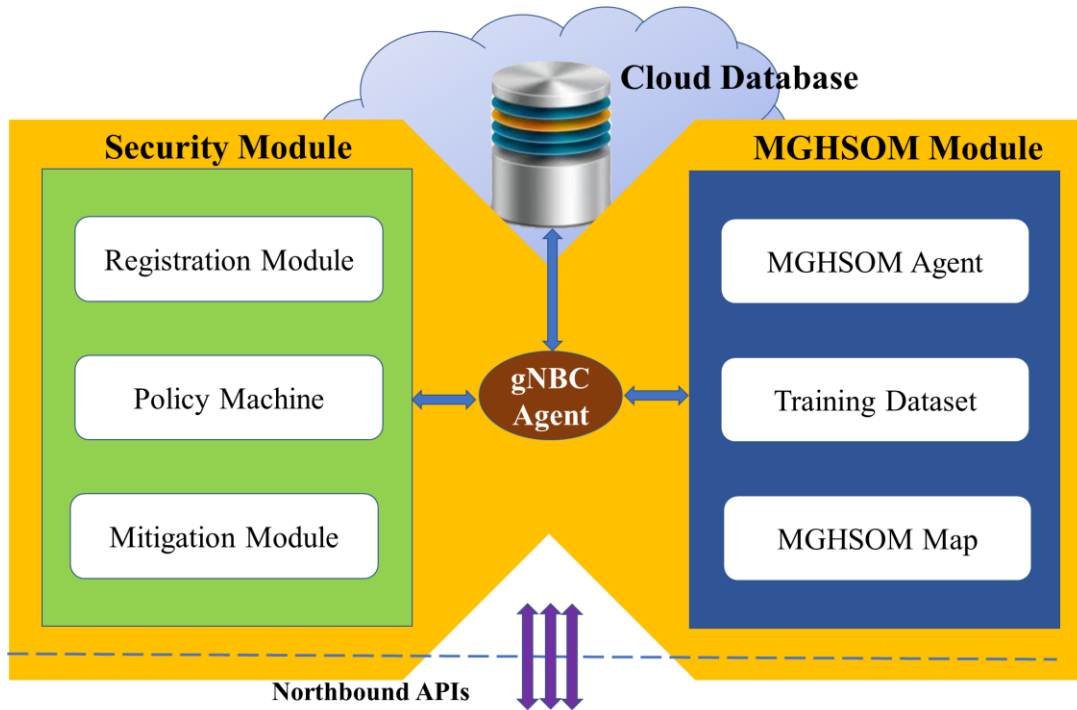 Cloud Database
Security Module
MGHSOM Module
Registration Module
Policy Machine
Mitigation Module
gNBC
Agent
MGHSOM Agent
Training Dataset
MGHSOM Map
Northbound APIs